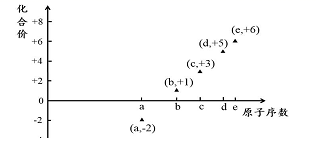 化合价
+8
+6
+4
+2
0
-2
(e,+6)
(d,+5)
(c,+3)
(b,+1)
(a,-2)
a b c d e
原子序数